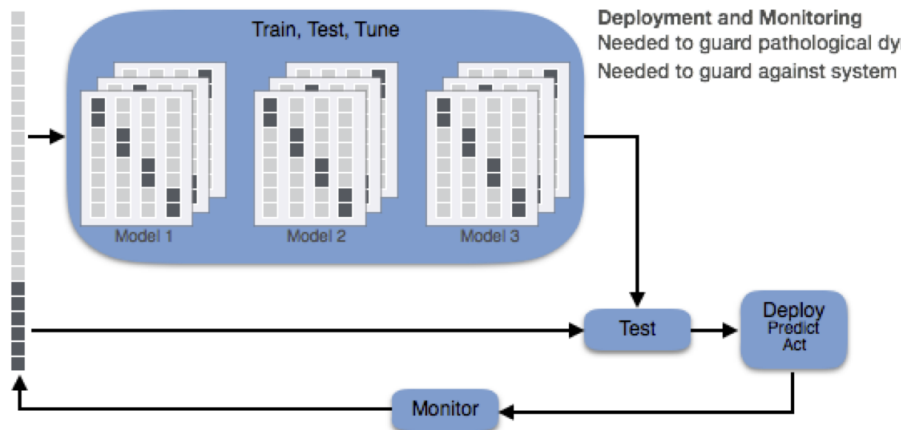 Train, Test, Tune
Model 1
Model 2
Model 3
Deployment and Monitoring
Needed to guard pathological
Needed to guard against system
Test
Deploy
Predict
Act
Monitor